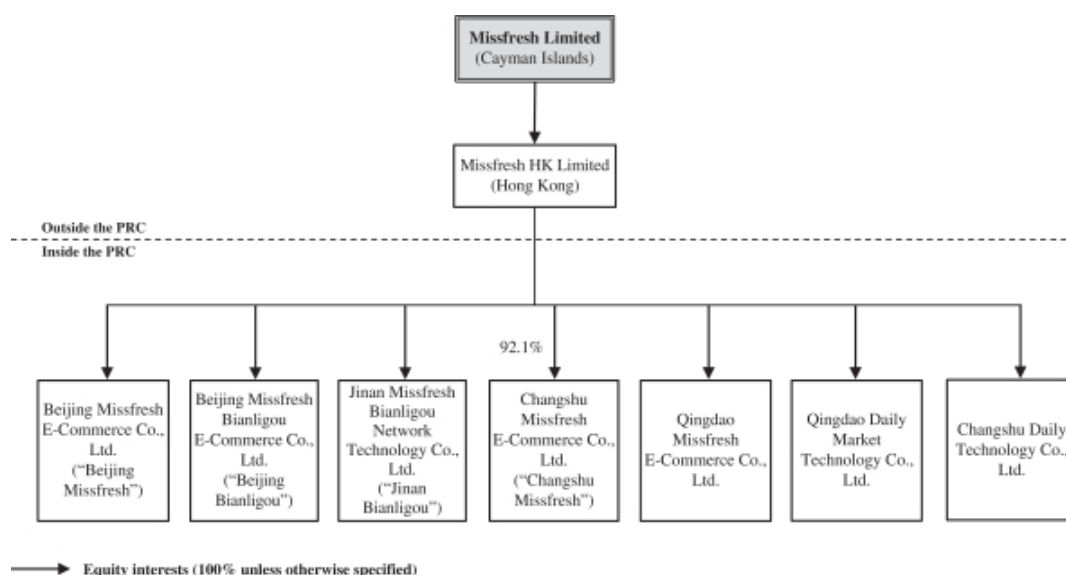 Missfresh Limited
(Cayman Islands)
Missfresh HK Limited
(Hong Kong)
Outside the PRC
Inside the PRC
92.1%
Beijing Missfresh
E-Commerce Co.,
Ltd.
(“Beijing
Missfresh”)
Beijing Missfresh
Bianligou
E-Commerce Co.,
Ltd.
(“Beijing
Bianligou”)
Jinan Missfresh
Bianligou
Network
Technology Co.,
Ltd.
(“Jinan
Bianligou”)
Changshu
Missfresh
E-Commerce Co.,
Ltd.
(“Changshu
Missfresh”)
Qingdao
Missfresh
E-Commerce Co.,
Ltd.
Qingdao Daily
Market
Technology Co.,
Ltd.
Changshu Daily
Technology Co.,
Ltd.
Equity interests (100% unless otherwise specified)